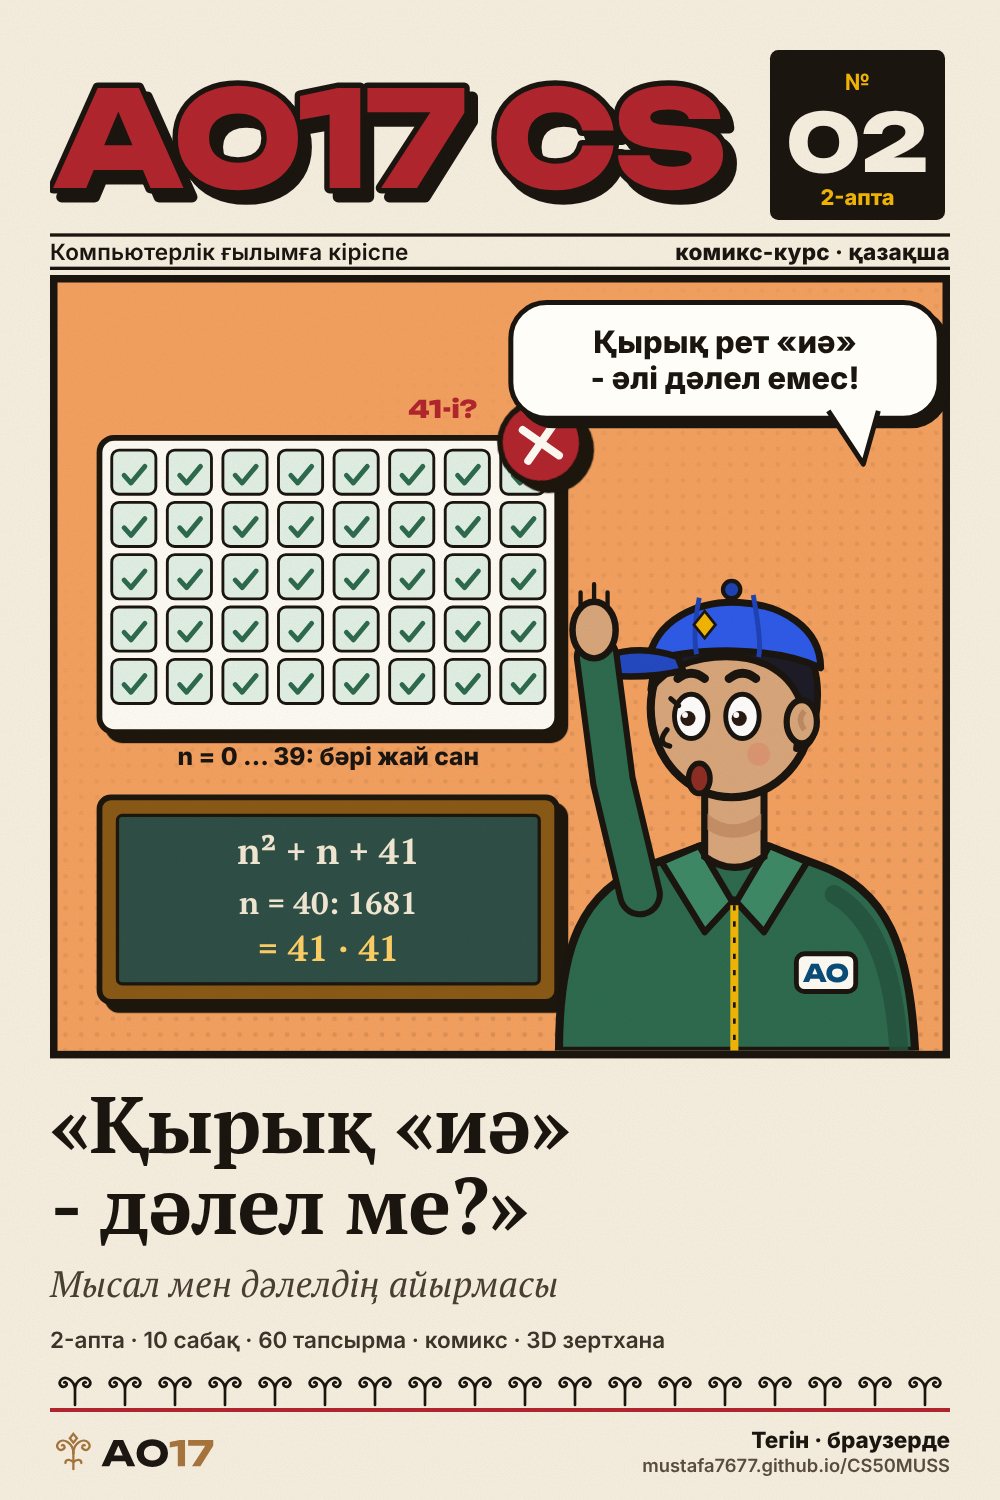 AO17 CS
№
02
2-апта
Компьютерлік ғылымға кіріспе
комикс-курс · қазақша
Қырық рет «иә»
- әлі дәлел емес!
41-і?
n = 0 … 39: бәрі жай сан
n² + n + 41
n = 40: 1681
= 41 · 41
AO
«Қырық «иә»
- дәлел ме?»
Мысал мен дәлелдің айырмасы
2-апта · 10 сабақ · 60 тапсырма · комикс · 3D зертхана
AO17
Тегін · браузерде
mustafa7677.github.io/CS50MUSS